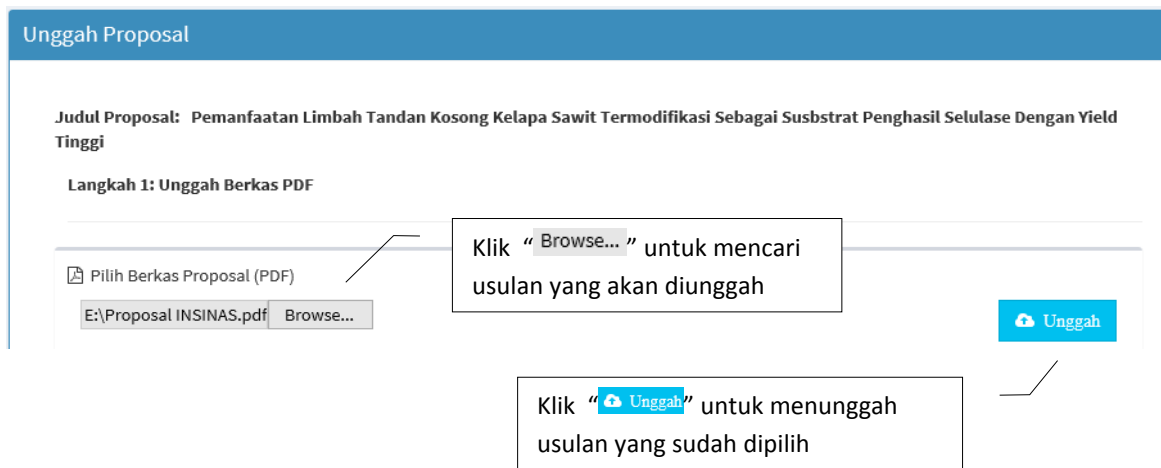 Unggah Proposal
Judul Proposal: Pemanfaatan Limbah Tandan Kosong Kelapa Sawit Termodifikasi Sebagai Susbstrat Penghasil Selulase Dengan Yield
Tinggi
Langkah 1: Unggah Berkas PDF
Klik “ Browse... ” untuk mencari
usulan yang akan diunggah
Pilih Berkas Proposal (PDF)
E:\Proposal INSINAS.pdf Browse...
Unggah
Klik “ Unggah” untuk menunggah
usulan yang sudah dipilih